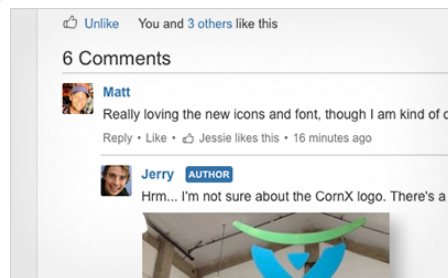 Unlike You and 3 others like this
6 Comments
Matt
Really loving the new icons and font, though I am kind of
Reply • Like • Jessie likes this • 16 minutes ago
Jerry AUTHOR
Hrm... I'm not sure about the CornX logo. There's a